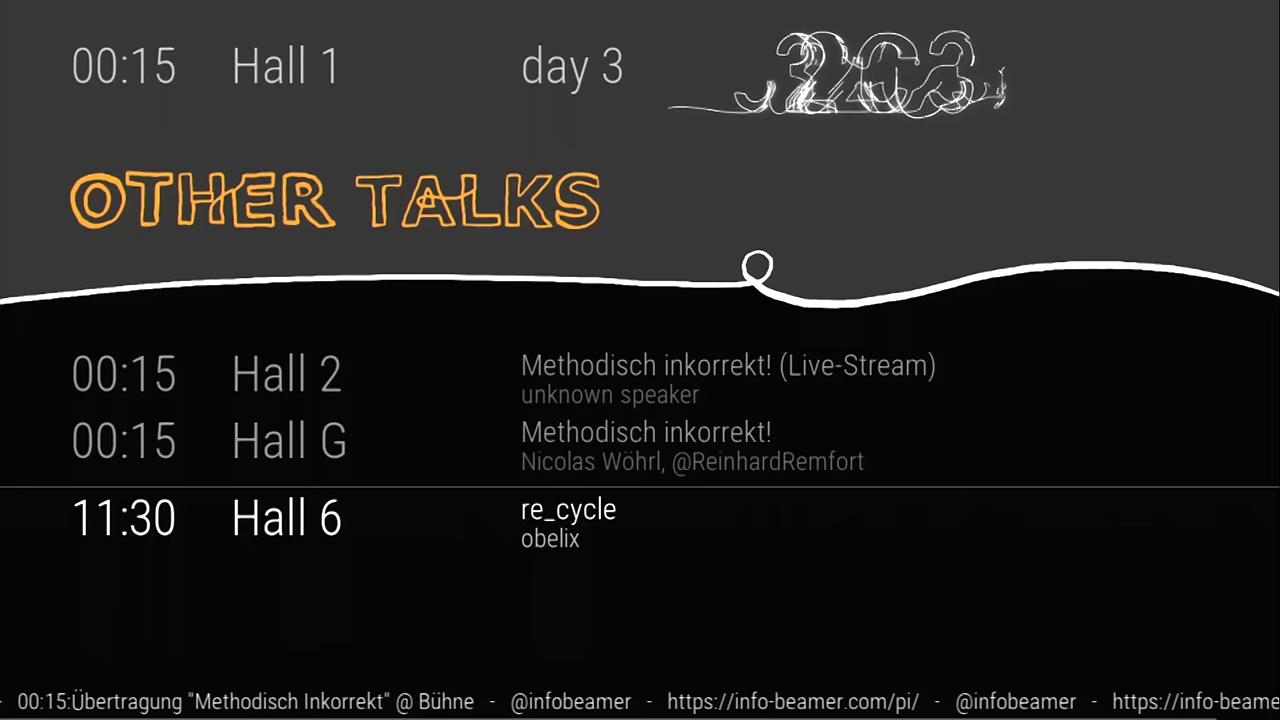 00:15 Hall 1 day 3
OTHER TALKS
00:15 Hall 2 Methodisch inkorrekt! (Live-Stream)
unknown speaker
00:15 Hall G Methodisch inkorrekt!
Nicolas Wöhrl, @ReinhardRemfort
11:30 Hall 6 re_cycle
obelix
- 00:15:Übertragung "Methodisch Inkorrekt" @ Bühne - @infobeamer - https://info-beamer.com/pi/ - @infobeamer - https://info-beame